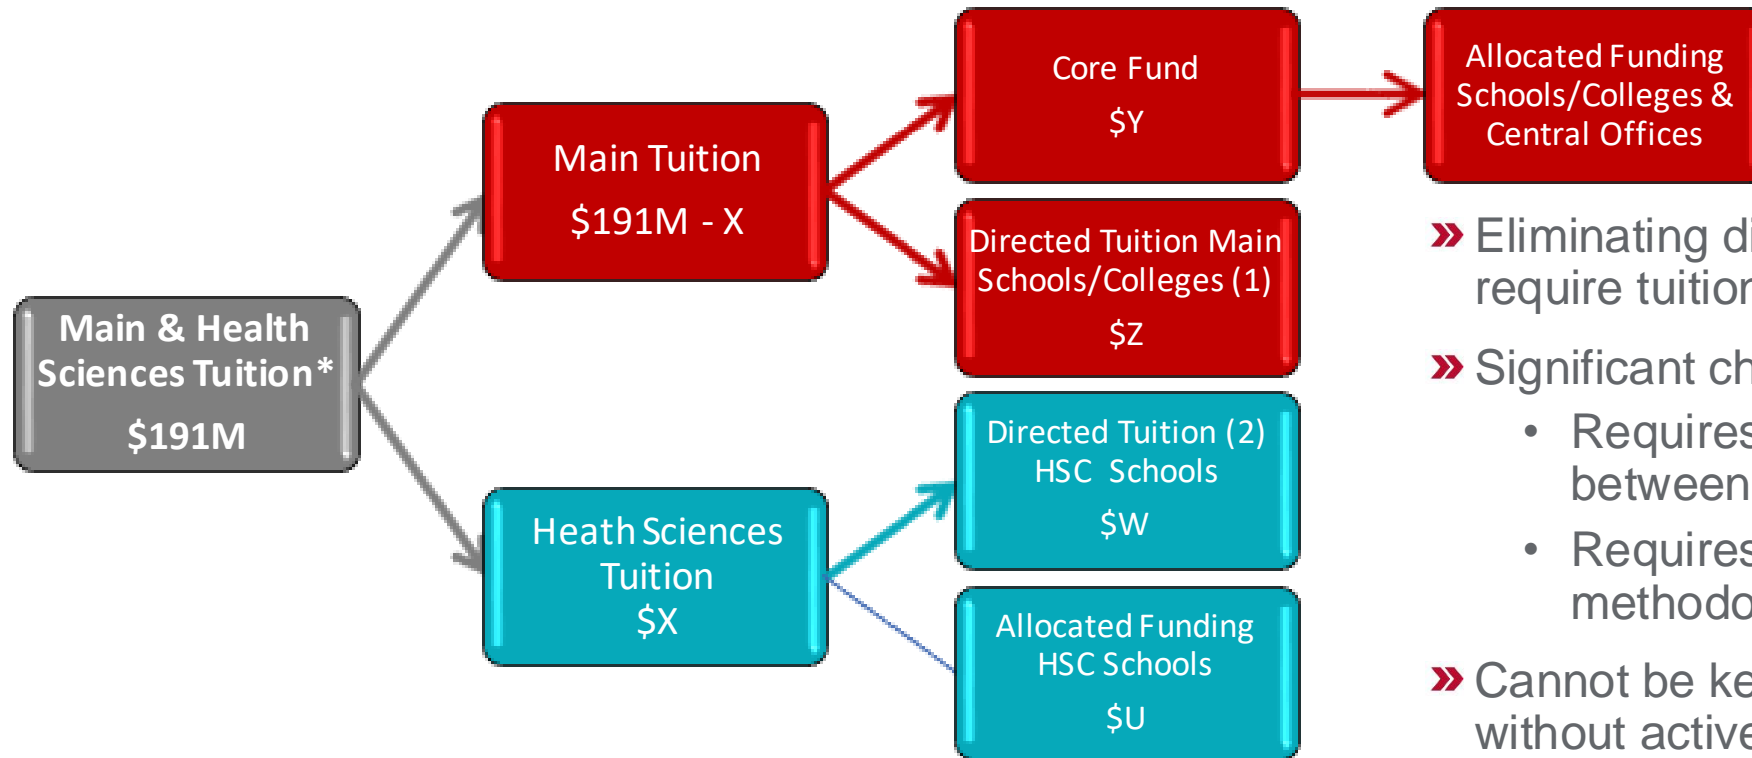 Main & Health
Sciences Tuition*
$191M
Main Tuition
$191M - X
Heath Sciences
Tuition
$X
Core Fund
$Y
Directed Tuition Main
Schools/Colleges (1)
$Z
Directed Tuition (2)
HSC Schools
$W
Allocated Funding
HSC Schools
$U
Allocated Funding
Schools/Colleges &
Central Offices
» Eliminating
require tuition
» Significant
• Requires
between
• Requires
» Cannot be
without active